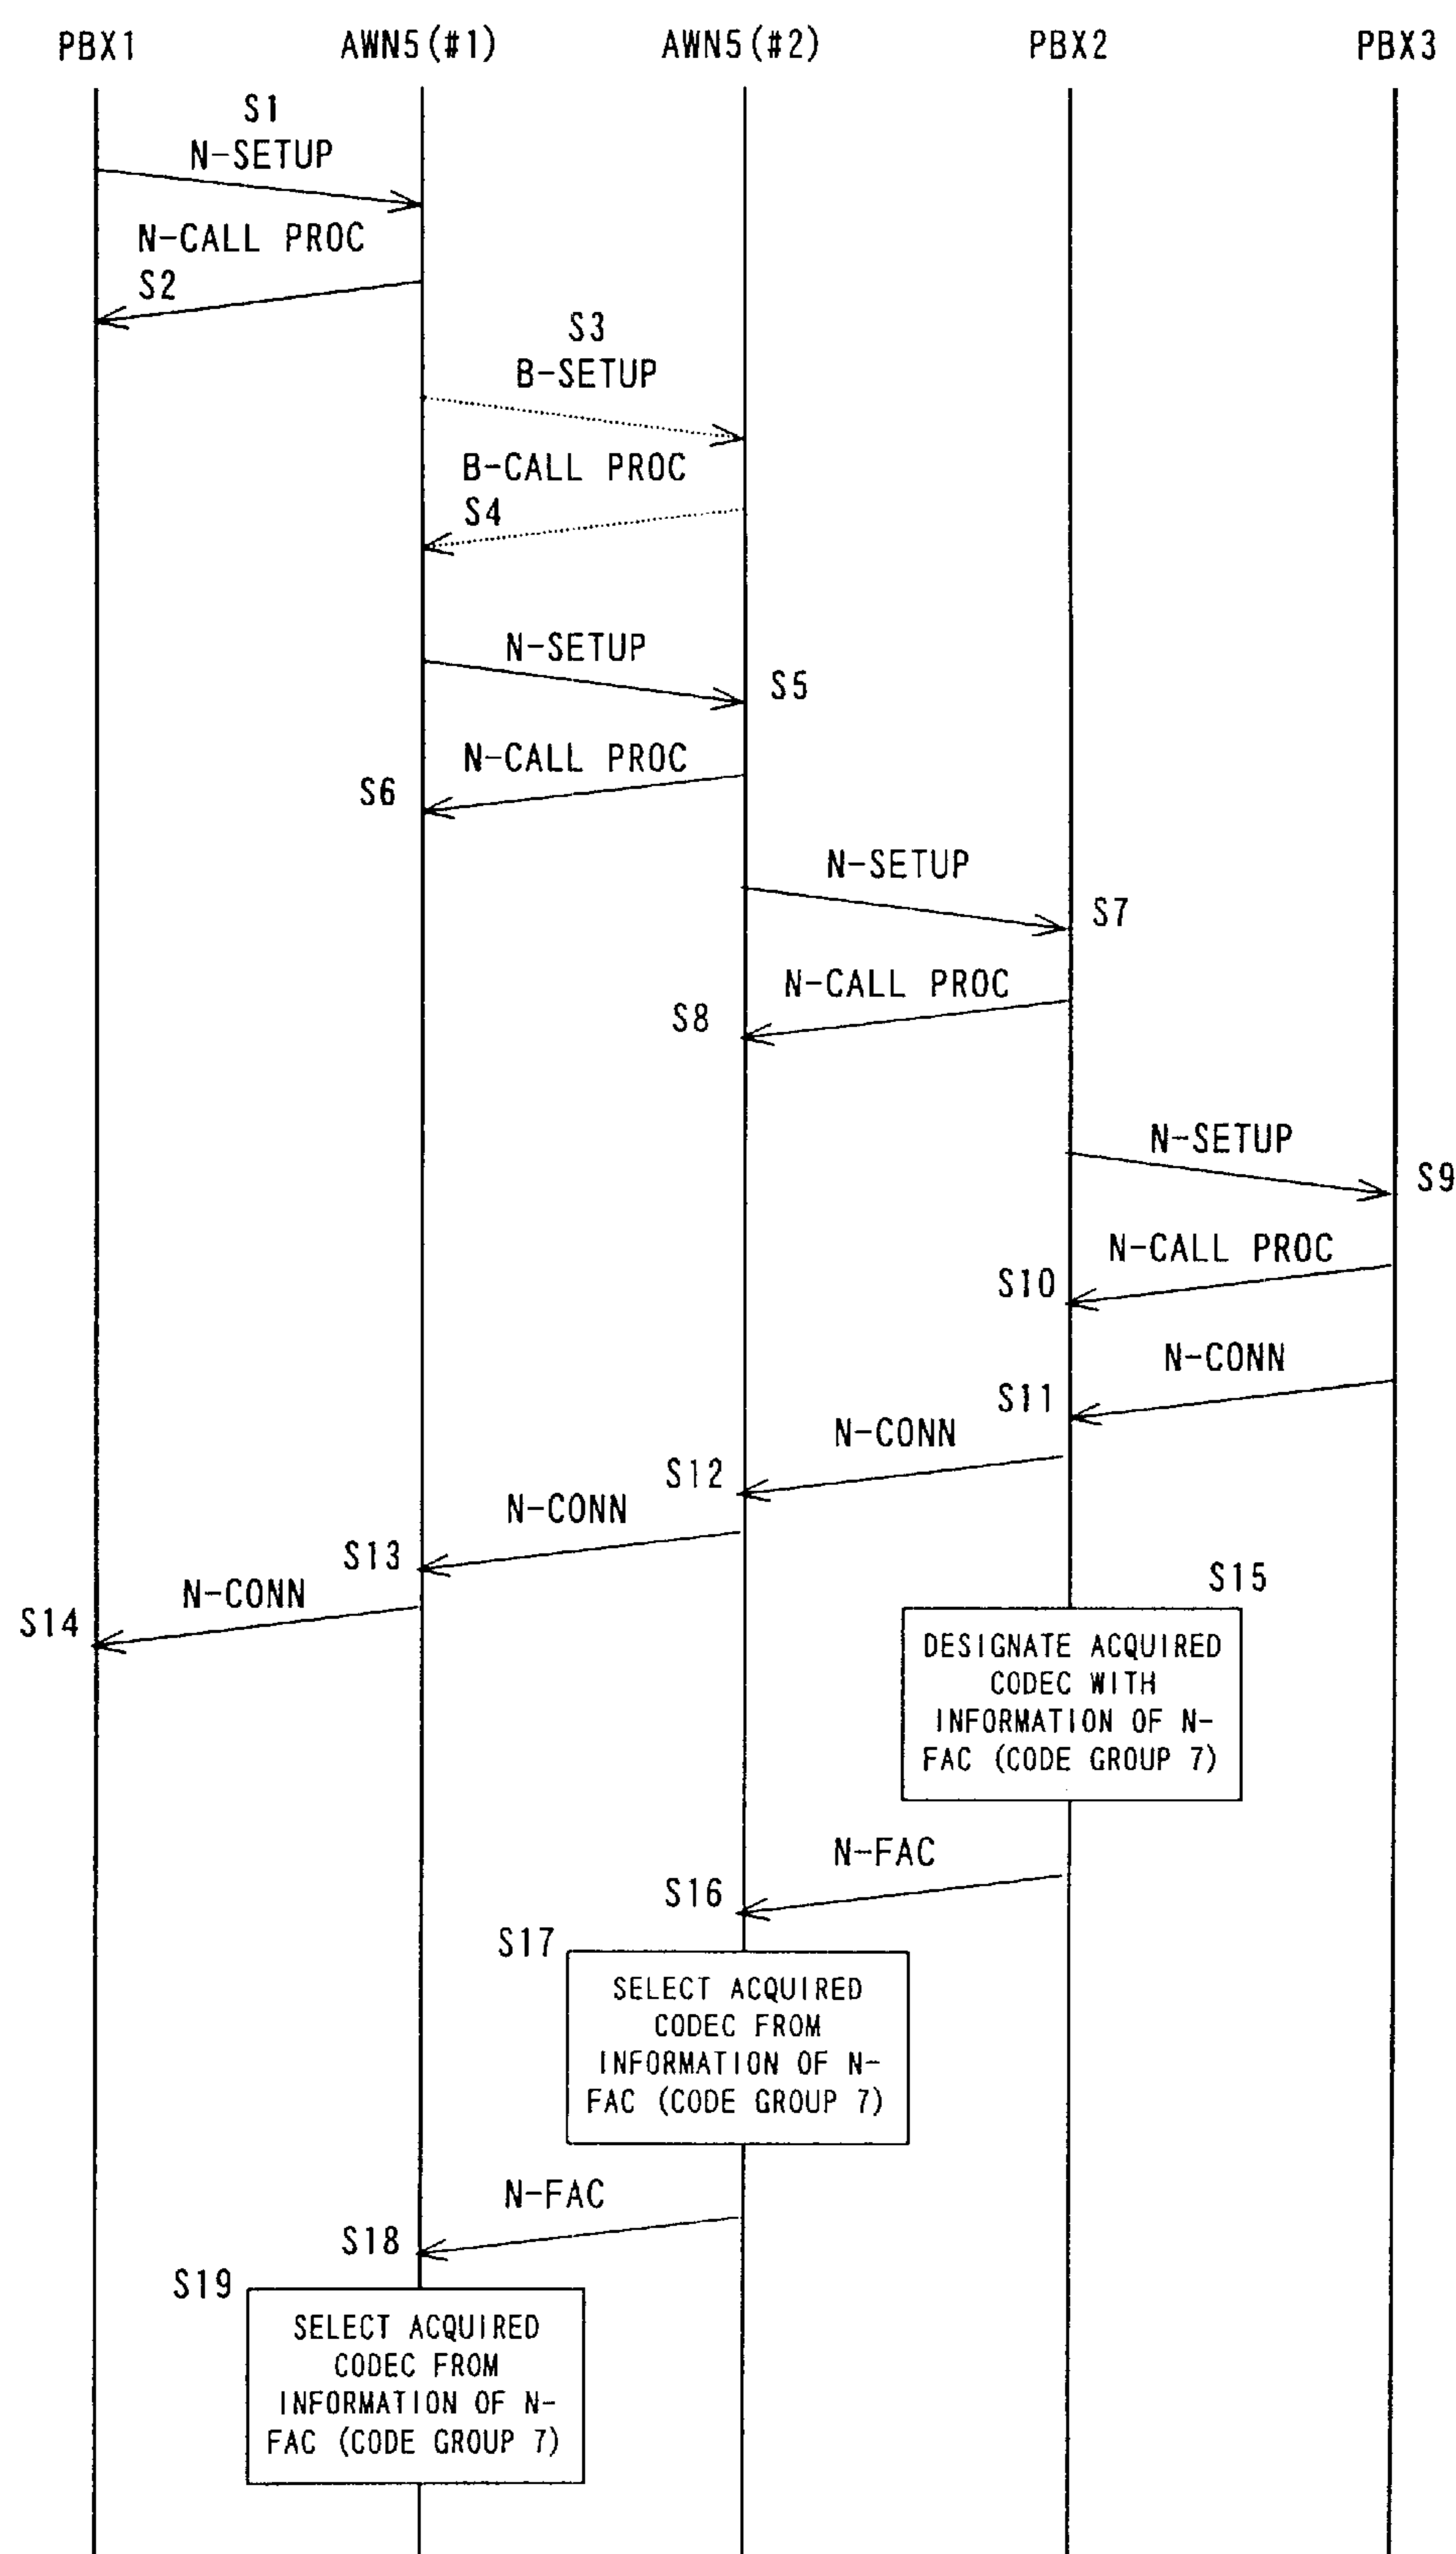 PBX1 AWN5(#1) AWN5(#2) PBX2 PBX3
S1
N-SETUP
N-CALL PROC
S2
S3
B-SETUP
B-CALL PROC
S4
N-SETUP
S5
N-CALL PROC
S6
N-SETUP
S7
N-CALL PROC
S8
N-SETUP
S9
N-CALL PROC
S10
N-CONN
S11
N-CONN
S12
N-CONN
S13
N-CONN
S14
S15
DESIGNATE ACQUIRED
CODEC WITH
INFORMATION OF N-
FAC (CODE GROUP 7)
N-FAC
S16
S17
SELECT ACQUIRED
CODEC FROM
INFORMATION OF N-
FAC (CODE GROUP 7)
N-FAC
S18
S19
SELECT ACQUIRED
CODEC FROM
INFORMATION OF N-
FAC (CODE GROUP 7)